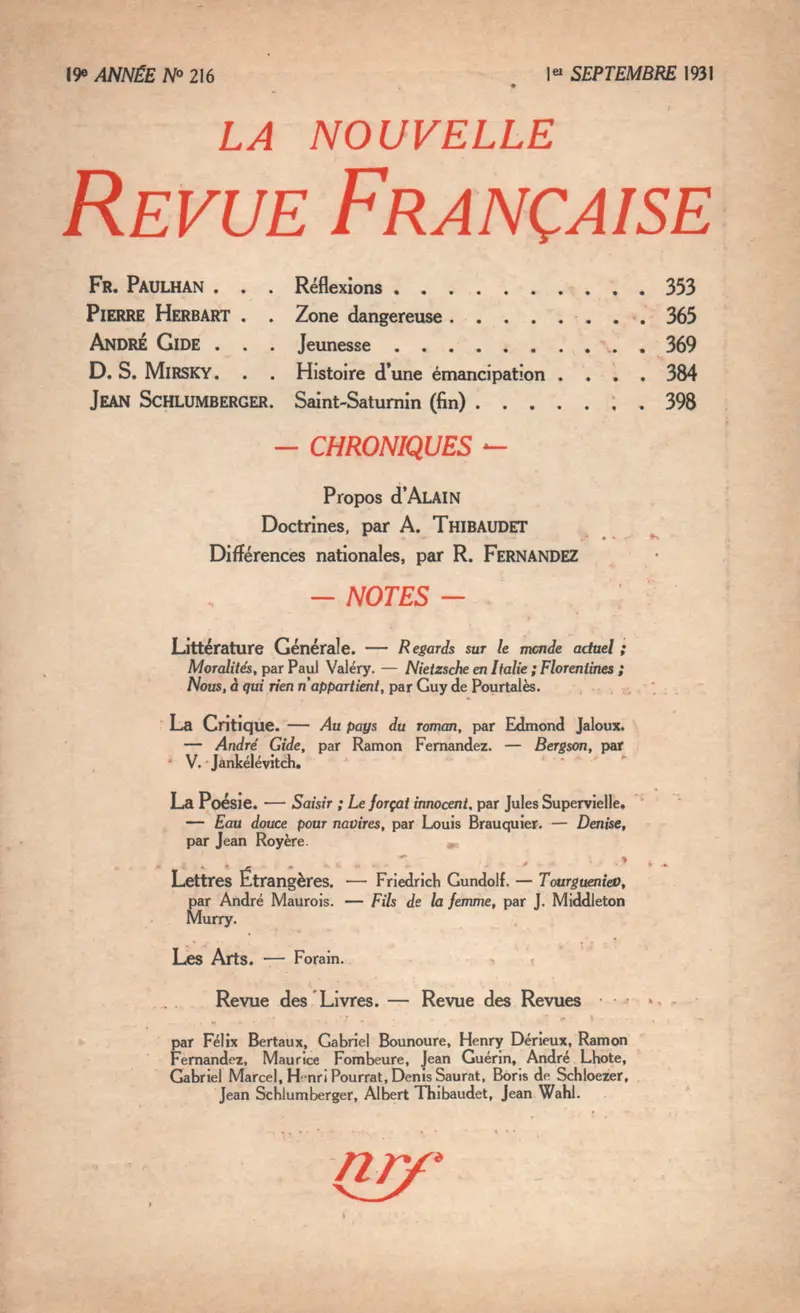 19e ANNÉE No 216
1er SEPTEMBRE 1931
LA NOUVELLE
REVUE FRANÇAISE
FR. PAULHAN . . . Réflexions . . . . . . . . . . 353
PIERRE HERBART . . Zone dangereuse . . . . . . . . 365
ANDRÉ GIDE . . . Jeunesse . . . . . . . . . . 369
D. S. MIRSKY. . . Histoire d'une émancipation . . . . 384
JEAN SCHLUMBERGER. Saint-Saturnin (fin) . . . . . . . 398
— CHRONIQUES —
Propos d'ALAIN
Doctrines, par A. THIBAUDET
Différences nationales, par R. FERNANDEZ
— NOTES —
Littérature Générale. — Regards sur le monde actuel ;
Moralités, par Paul Valéry. — Nietzsche en Italie ; Florentines ;
Nous, à qui rien n'appartient, par Guy de Pourtalès.
La Critique. — Au pays du roman, par Edmond Jaloux.
— André Gide, par Ramon Fernandez. — Bergson, par
V. Jankélévitch.
La Poésie. — Saisir ; Le forçat innocent, par Jules Supervielle.
— Eau douce pour navires, par Louis Brauquier. — Denise,
par Jean Royère.
Lettres Étrangères. — Friedrich Gundolf. — Tourgueniev,
par André Maurois. — Fils de la femme, par J. Middleton
Murry.
Les Arts. — Forain.
Revue des Livres. — Revue des Revues
par Félix Bertaux, Gabriel Bounoure, Henry Dérieux, Ramon
Fernandez, Maurice Fombeure, Jean Guérin, André Lhote,
Gabriel Marcel, Henri Pourrat, Denis Saurat, Boris de Schloezer,
Jean Schlumberger, Albert Thibaudet, Jean Wahl.
nrf